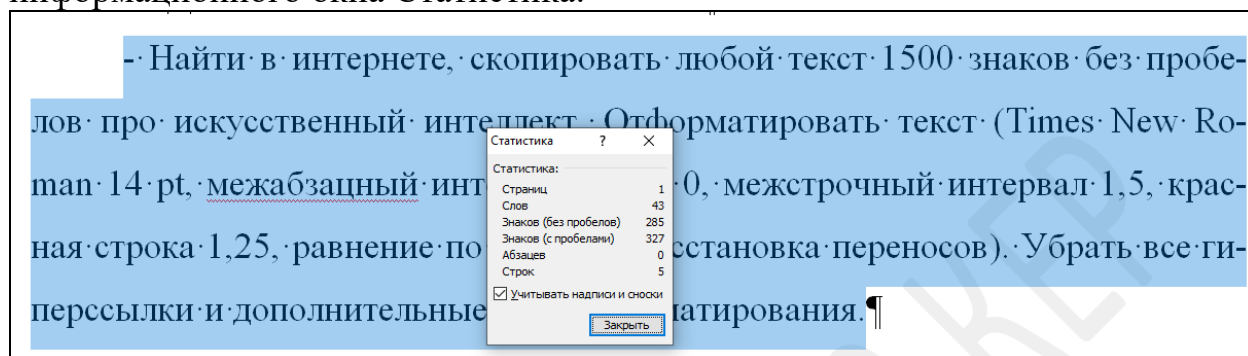 информационного окна Статистика.
-·Найти·в·интернете,·скопировать·любой·текст·1500·знаков·без·пробе-
лов·про·искусственный·интеллект.·Отформатировать·текст·(Times·New·Ro-
man·14·pt,·межабзацный·инт 0,·межстрочный·интервал·1,5,·крас-
ная·строка·1,25,·равнение·по сстановка·переносов).·Убрать·все·ги-
перссылки·и·дополнительные атирования.¶
Статистика ? ×
Статистика:
Страниц 1
Слов 43
Знаков (без пробелов) 285
Знаков (с пробелами) 327
Абзацев 0
Строк 5
Учитывать надписи и сноски
Закрыть
КЕР